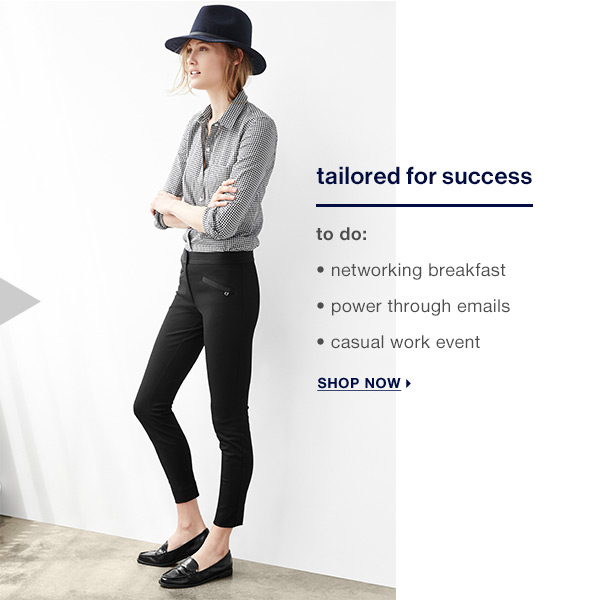 tailored for success
to do:
• networking breakfast
• power through emails
• casual work event
SHOP NOW